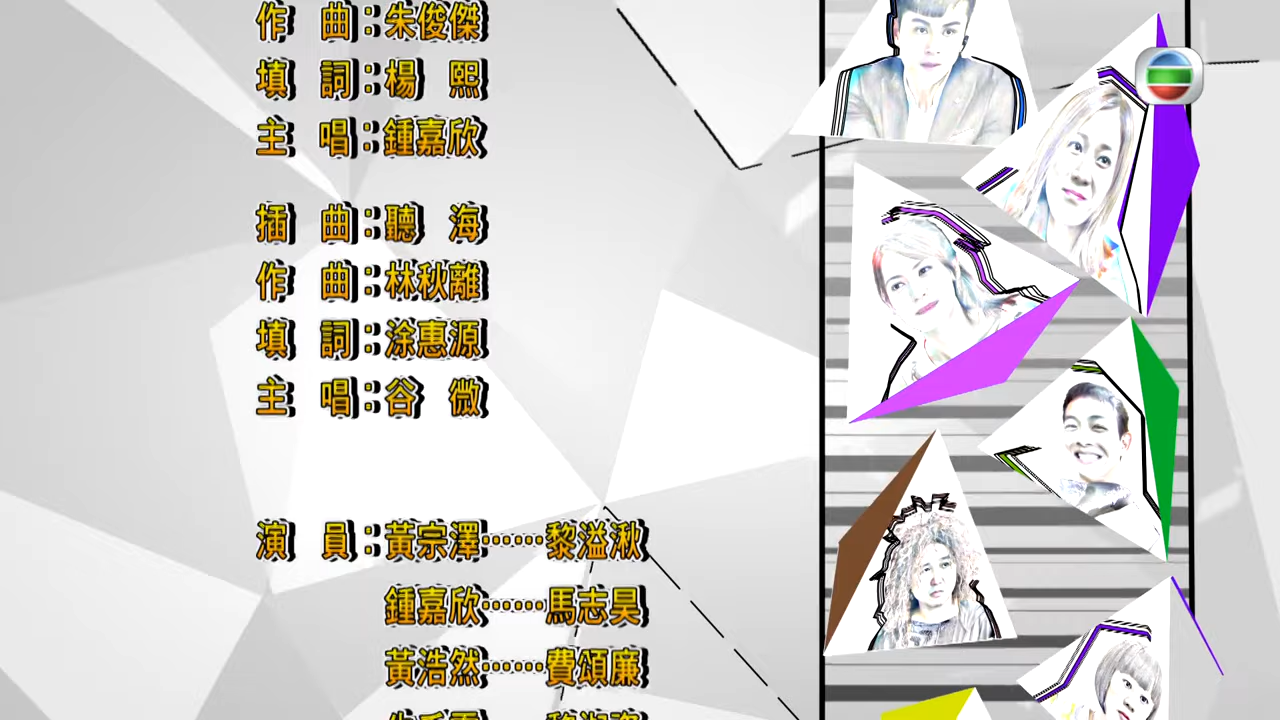 作　曲：朱俊傑
填　詞：楊　熙
主　唱：鍾嘉欣
插　曲：聽　海
作　曲：林秋離
填　詞：涂惠源
主　唱：谷　微
演　員：黃宗澤……黎溢湫
鍾嘉欣……馬志昊
黃浩然……費頌廉